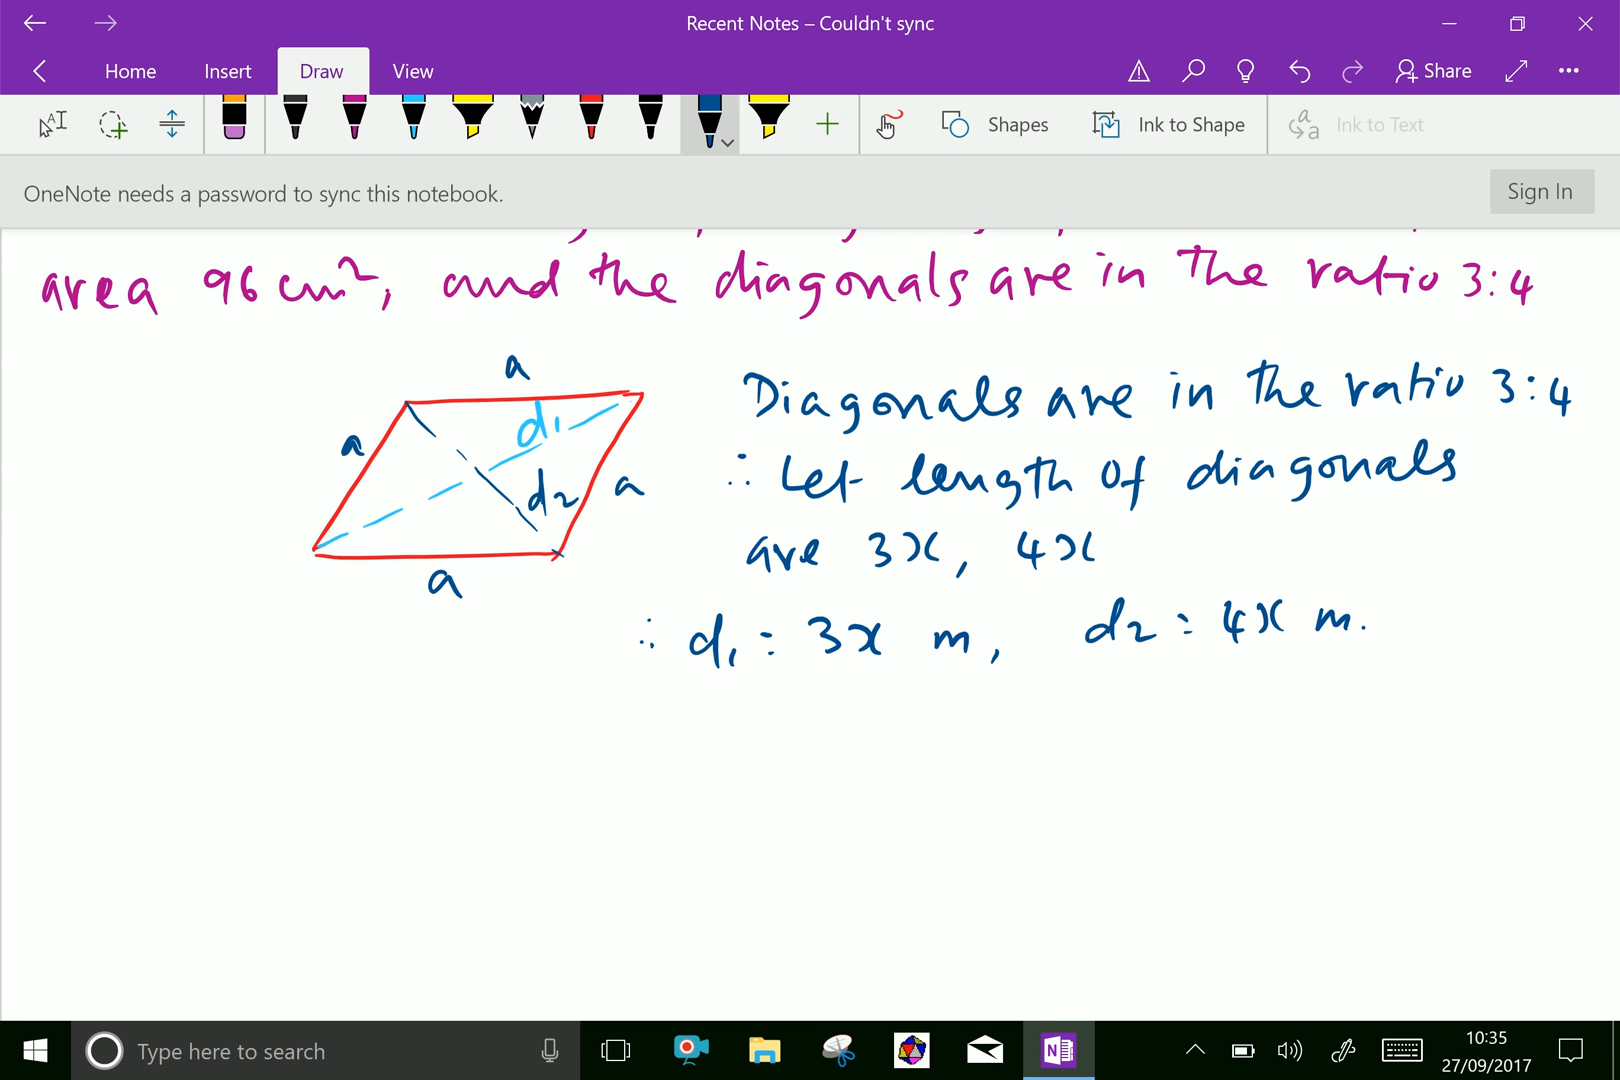 Recent Notes – Couldn't sync
Home Insert Draw View Share
Shapes Ink to Shape Ink to Text
OneNote needs a password to sync this notebook. Sign In
area 96 cm², and the diagonals are in the ratio 3:4
a
Diagonals are in the ratio 3:4
d₁
a
∴ Let length of diagonals
d₂ a
are 3x, 4x
a
∴ d₁ = 3x m, d₂ = 4x m.
Type here to search
10:35
27/09/2017